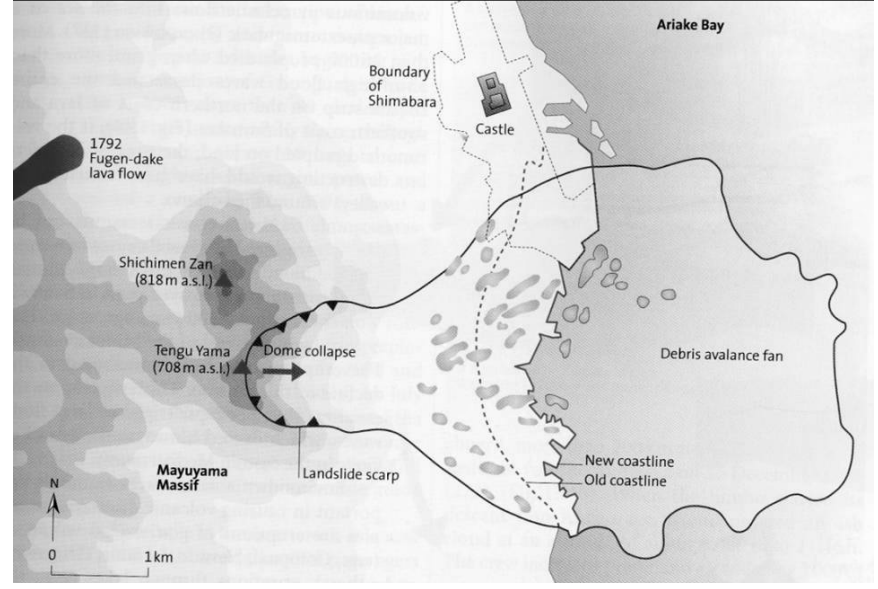 Ariake Bay
Boundary
of
Shimabara
Castle
1792
Fugen-dake
lava flow
Shichimen Zan
(818 m a.s.l.)
Tengu Yama
(708 m a.s.l.)
Dome collapse
Debris avalance fan
New coastline
Old coastline
Landslide scarp
Mayuyama
Massif
N
0
1 km